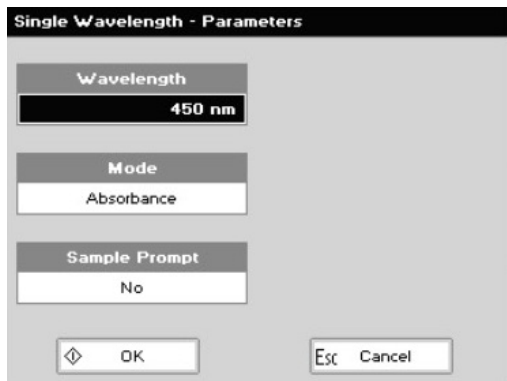 Single Wavelength - Parameters
Wavelength
450 nm
Mode
Absorbance
Sample Prompt
No
OK
Esc Cancel